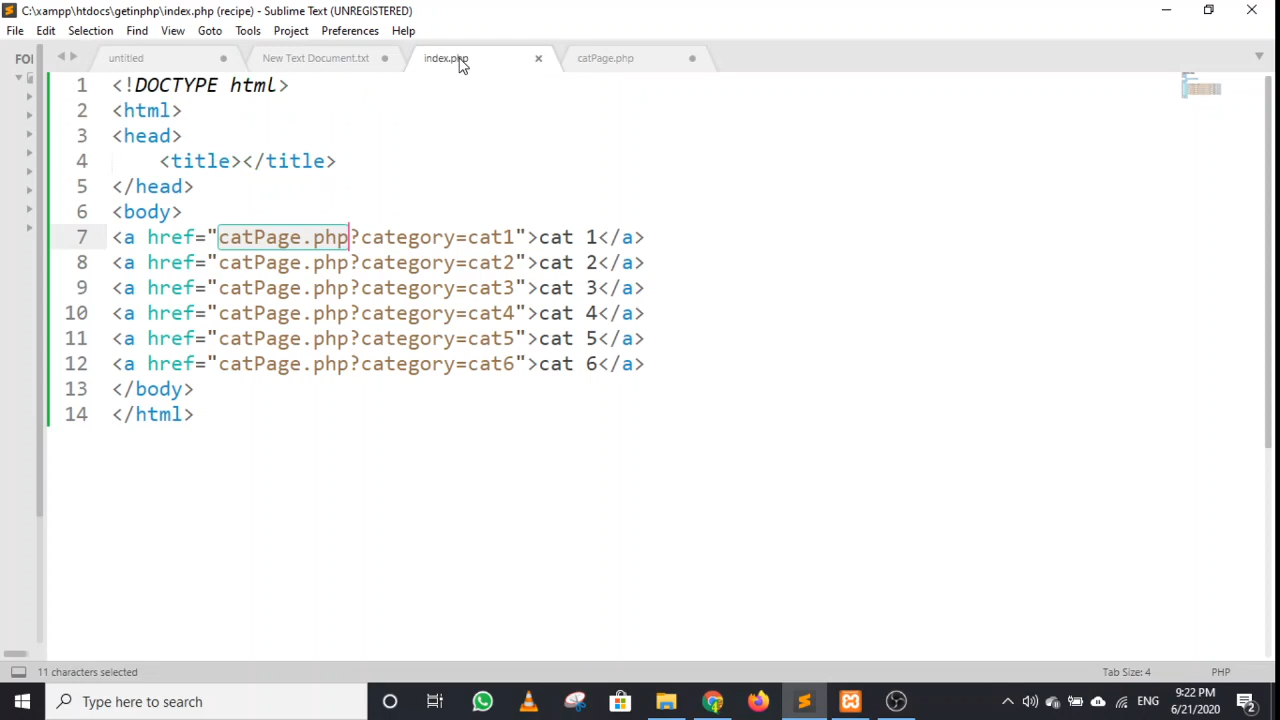 C:\xampp\htdocs\getinphp\index.php (recipe) - Sublime Text (UNREGISTERED)
File Edit Selection Find View Goto Tools Project Preferences Help
FOI untitled New Text Document.txt index.php catPage.php
1 <!DOCTYPE html>
2 <html>
3 <head>
4 <title></title>
5 </head>
6 <body>
7 <a href="catPage.php?category=cat1">cat 1</a>
8 <a href="catPage.php?category=cat2">cat 2</a>
9 <a href="catPage.php?category=cat3">cat 3</a>
10 <a href="catPage.php?category=cat4">cat 4</a>
11 <a href="catPage.php?category=cat5">cat 5</a>
12 <a href="catPage.php?category=cat6">cat 6</a>
13 </body>
14 </html>
11 characters selected Tab Size: 4 PHP
Type here to search ENG 9:22 PM
6/21/2020 2